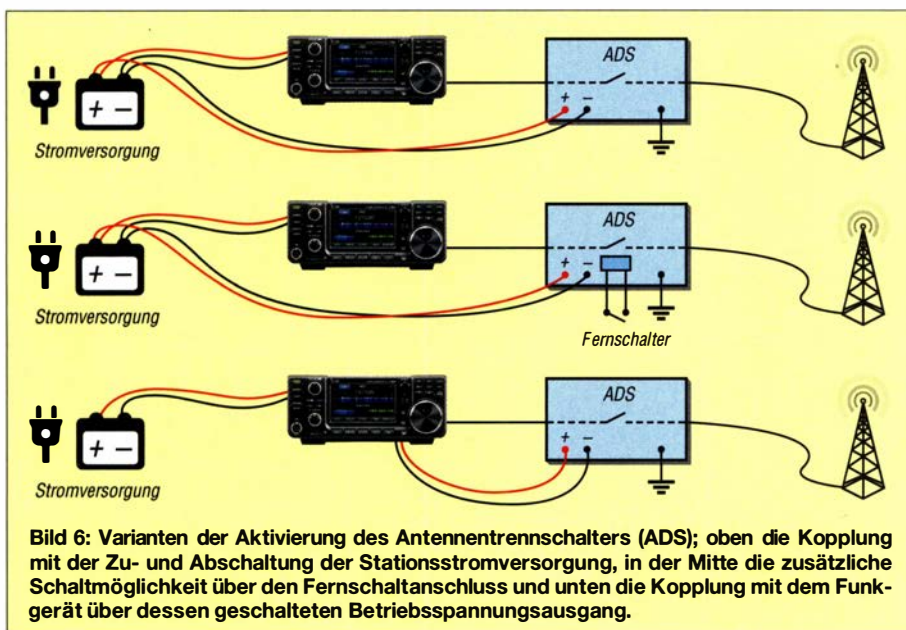 ADS
+ −
+ −
Stromversorgung
ADS
+ −
+ −
Stromversorgung
Fernschalter
ADS
+ −
+ −
Stromversorgung
Bild 6: Varianten der Aktivierung des Antennentrennschalters (ADS); oben die Kopplung
mit der Zu- und Abschaltung der Stationsstromversorgung, in der Mitte die zusätzliche
Schaltmöglichkeit über den Fernschaltanschluss und unten die Kopplung mit dem Funk-
gerät über dessen geschalteten Betriebsspannungsausgang.